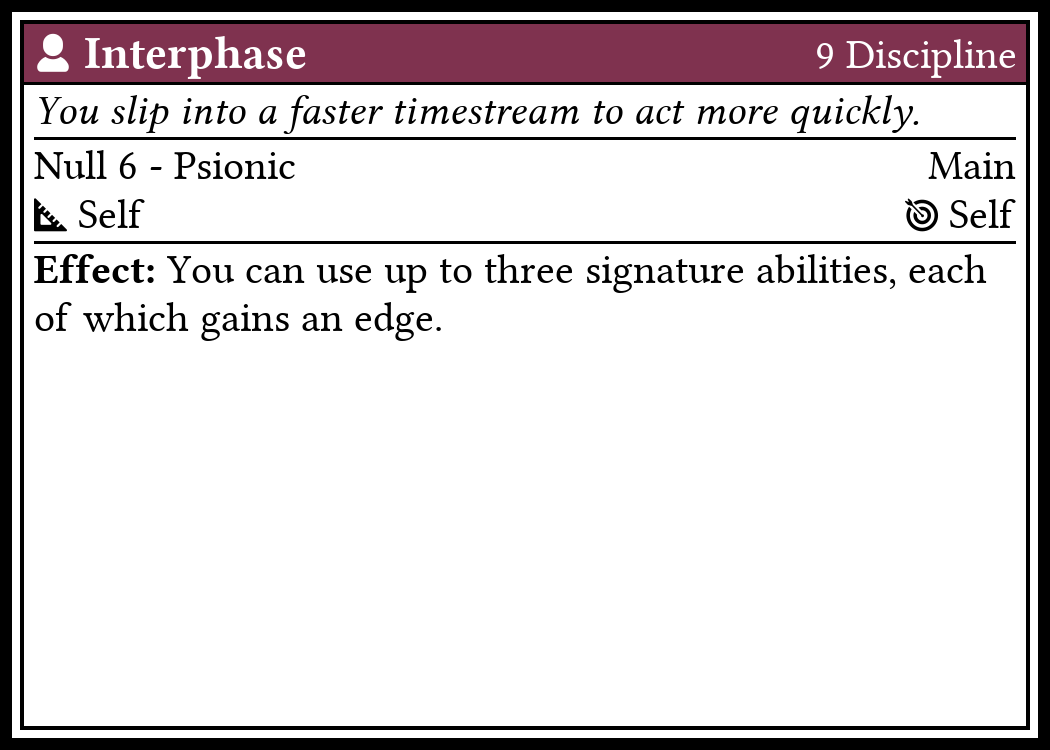 Interphase 9 Discipline
You slip into a faster timestream to act more quickly.
Null 6 - Psionic Main
Self Self
Effect: You can use up to three signature abilities, each
of which gains an edge.